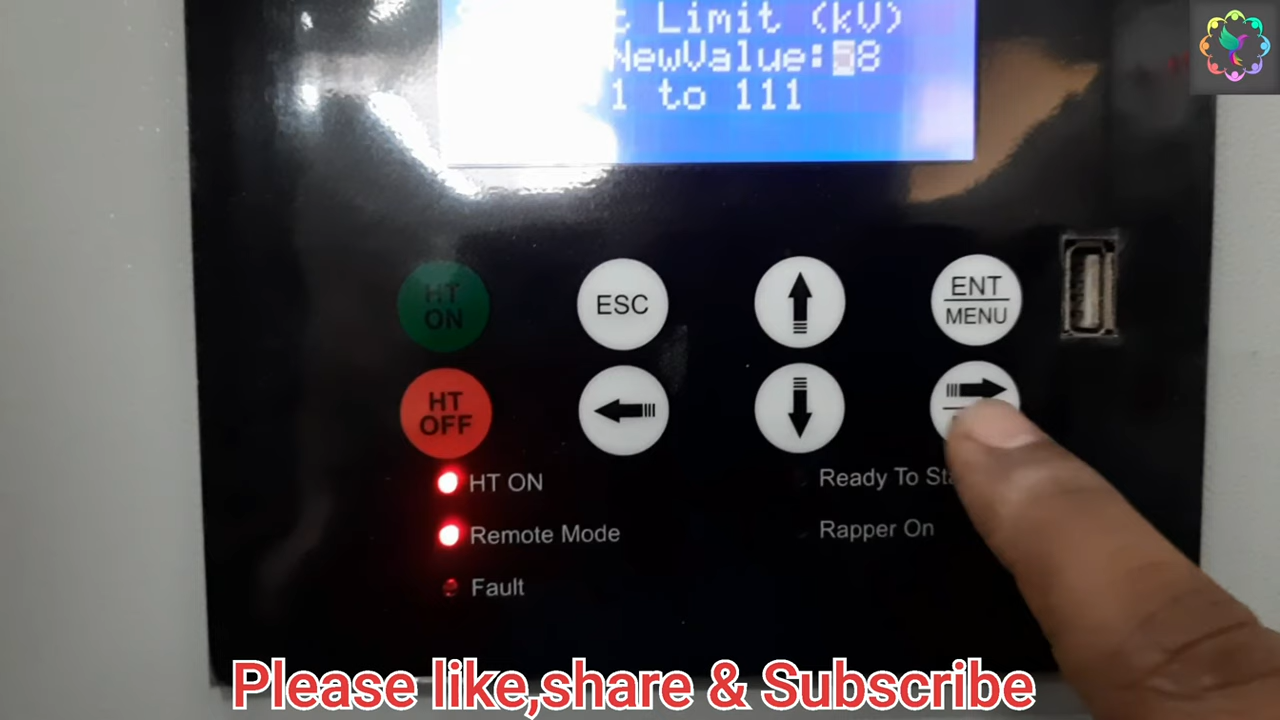 Limit (kV)
NewValue:58
1 to 111
HT
ON
ESC
ENT
MENU
HT
OFF
HT ON
Ready To
Remote Mode
Rapper On
Fault
Please like,share & Subscribe